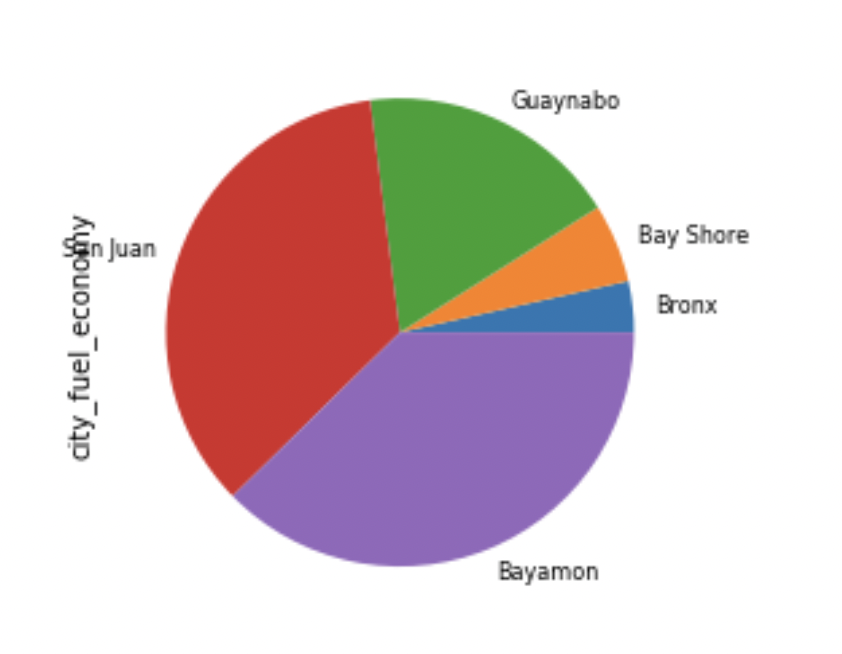 Guaynabo
Bay Shore
San Juan
Bronx
city_fuel_economy
Bayamon